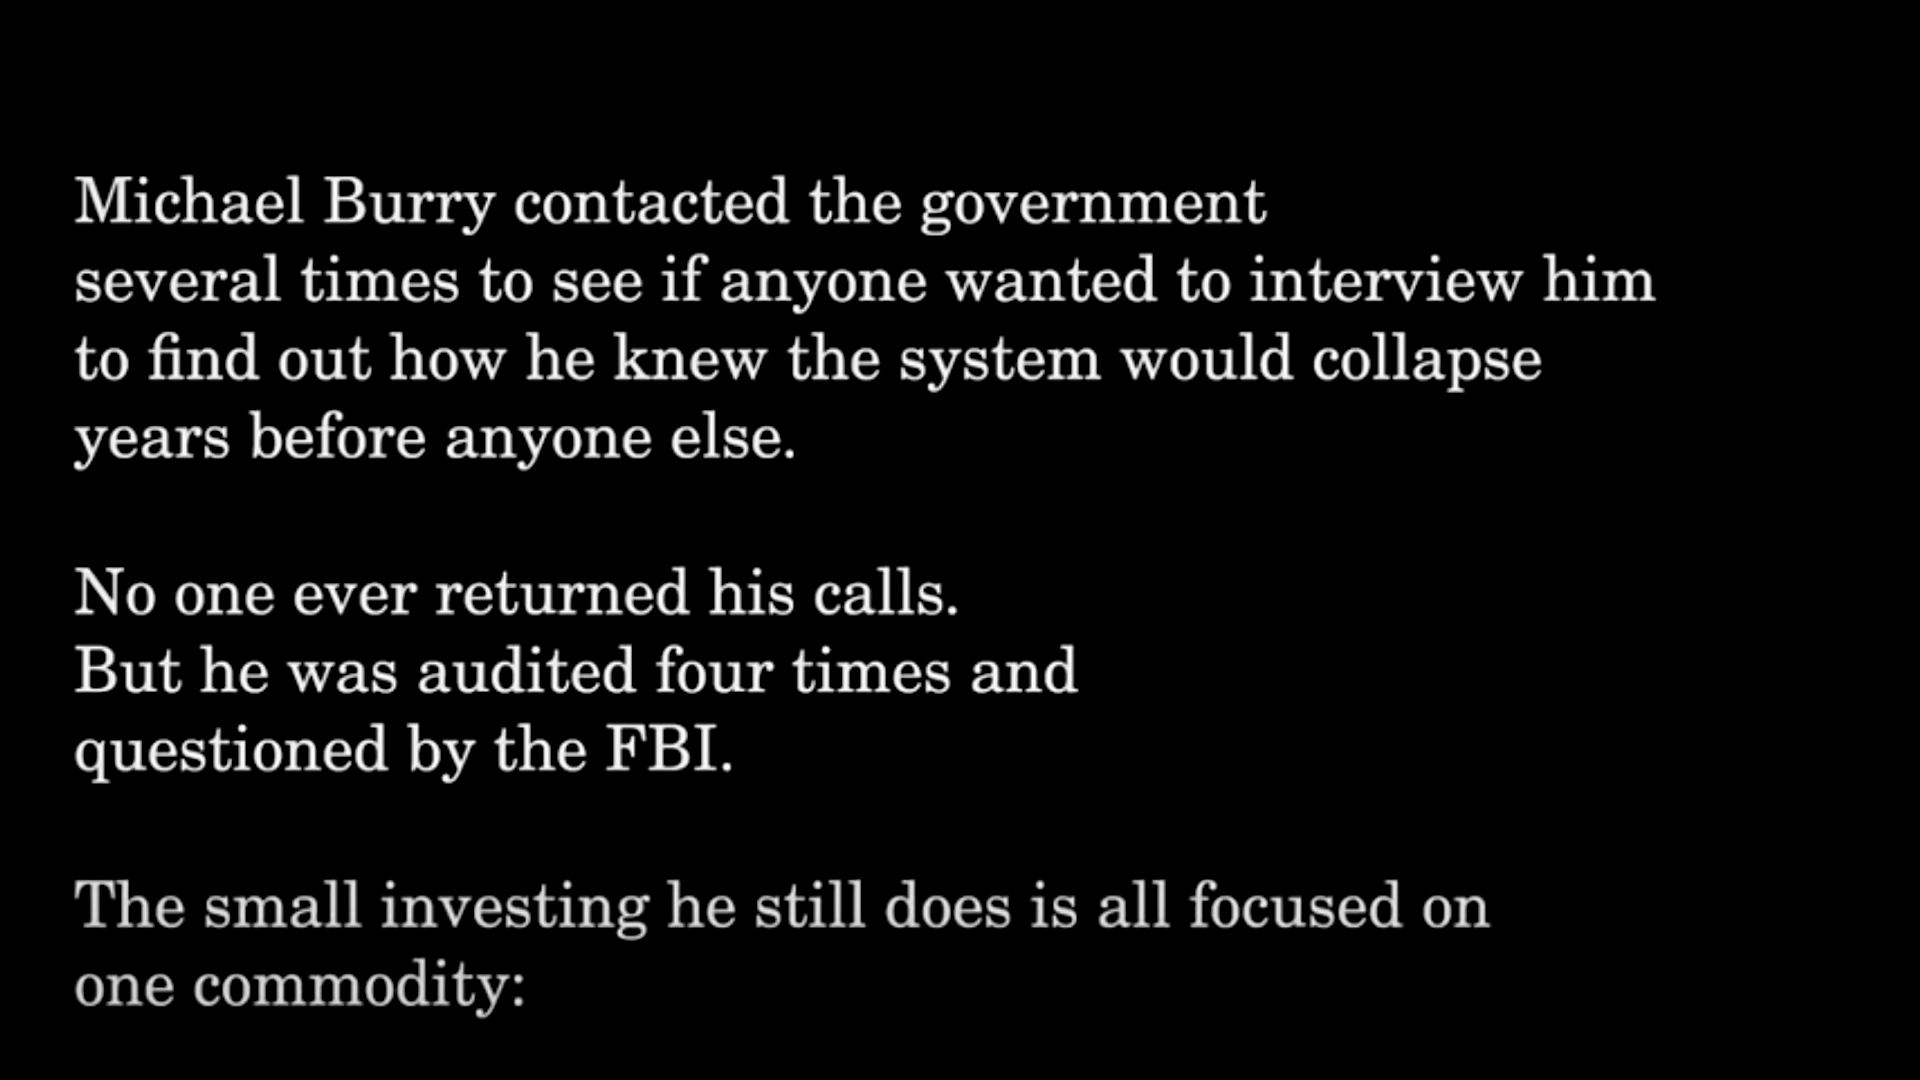 Michael Burry contacted the government
several times to see if anyone wanted to interview him
to find out how he knew the system would collapse
years before anyone else.
No one ever returned his calls.
But he was audited four times and
questioned by the FBI.
The small investing he still does is all focused on
one commodity: